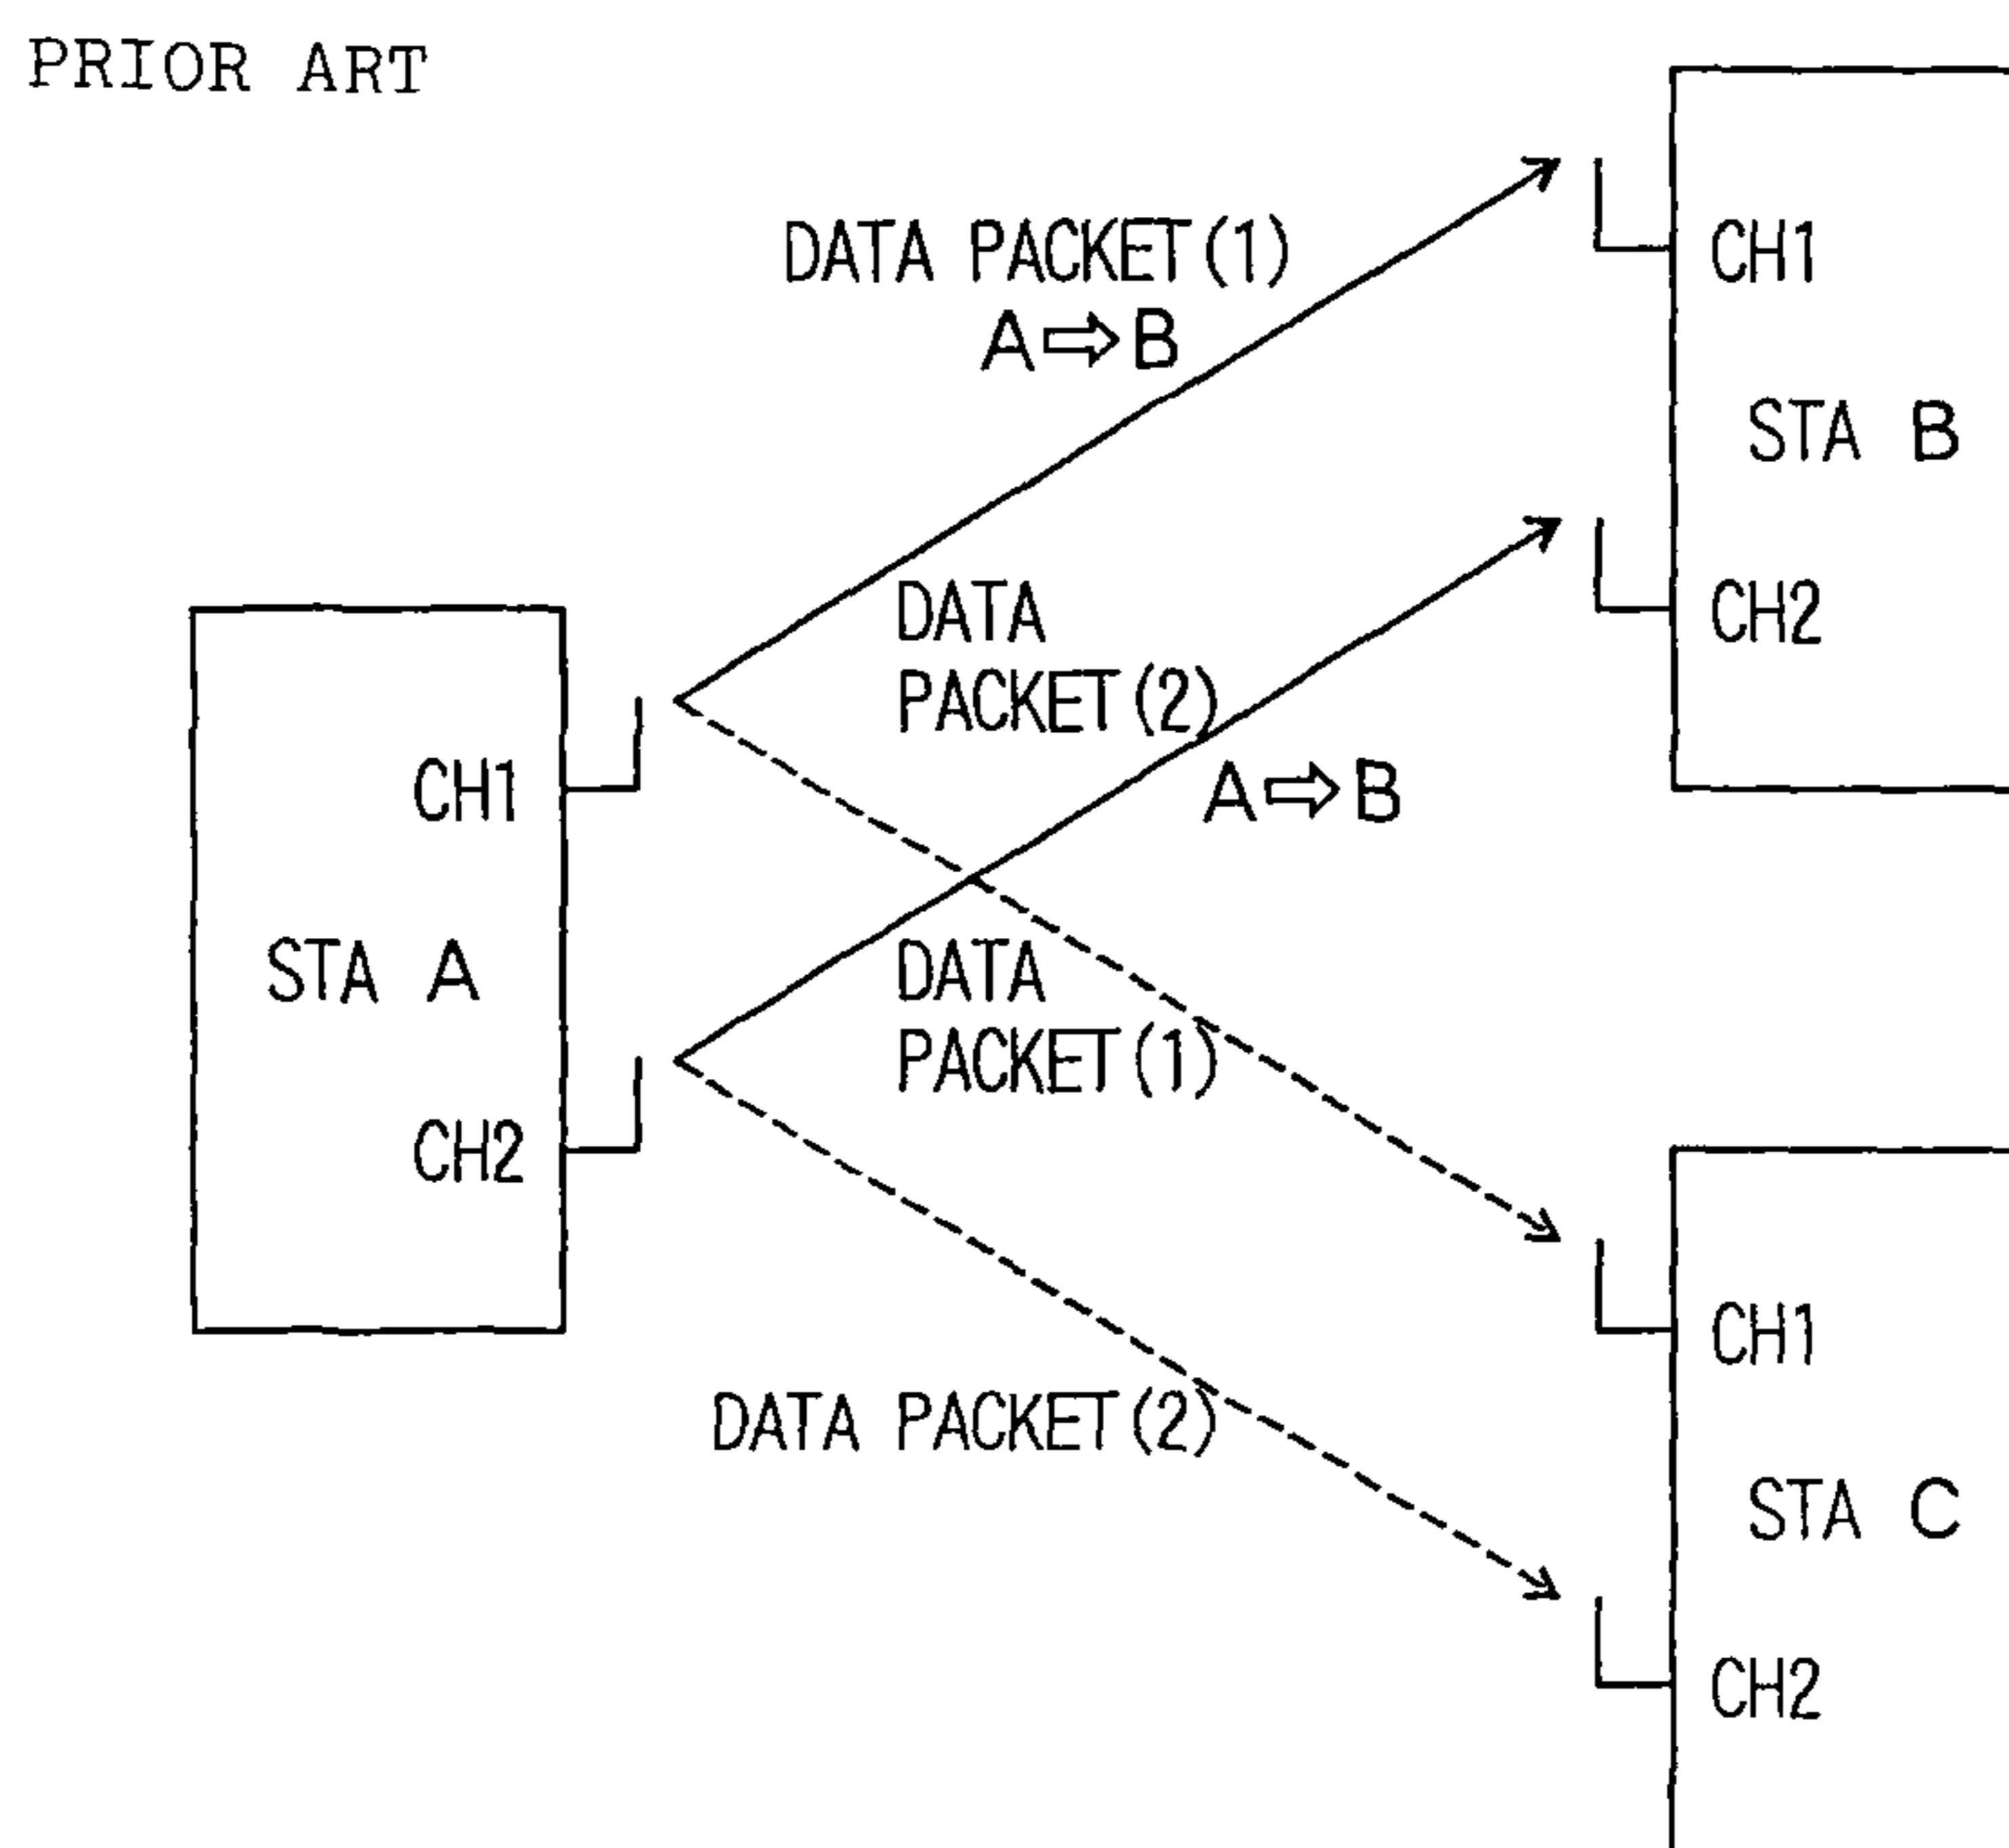 PRIOR ART
DATA PACKET(1)
A⇨B
CH1
STA B
CH2
DATA
PACKET(2)
A⇨B
CH1
STA A
CH2
DATA
PACKET(1)
DATA PACKET(2)
CH1
STA C
CH2